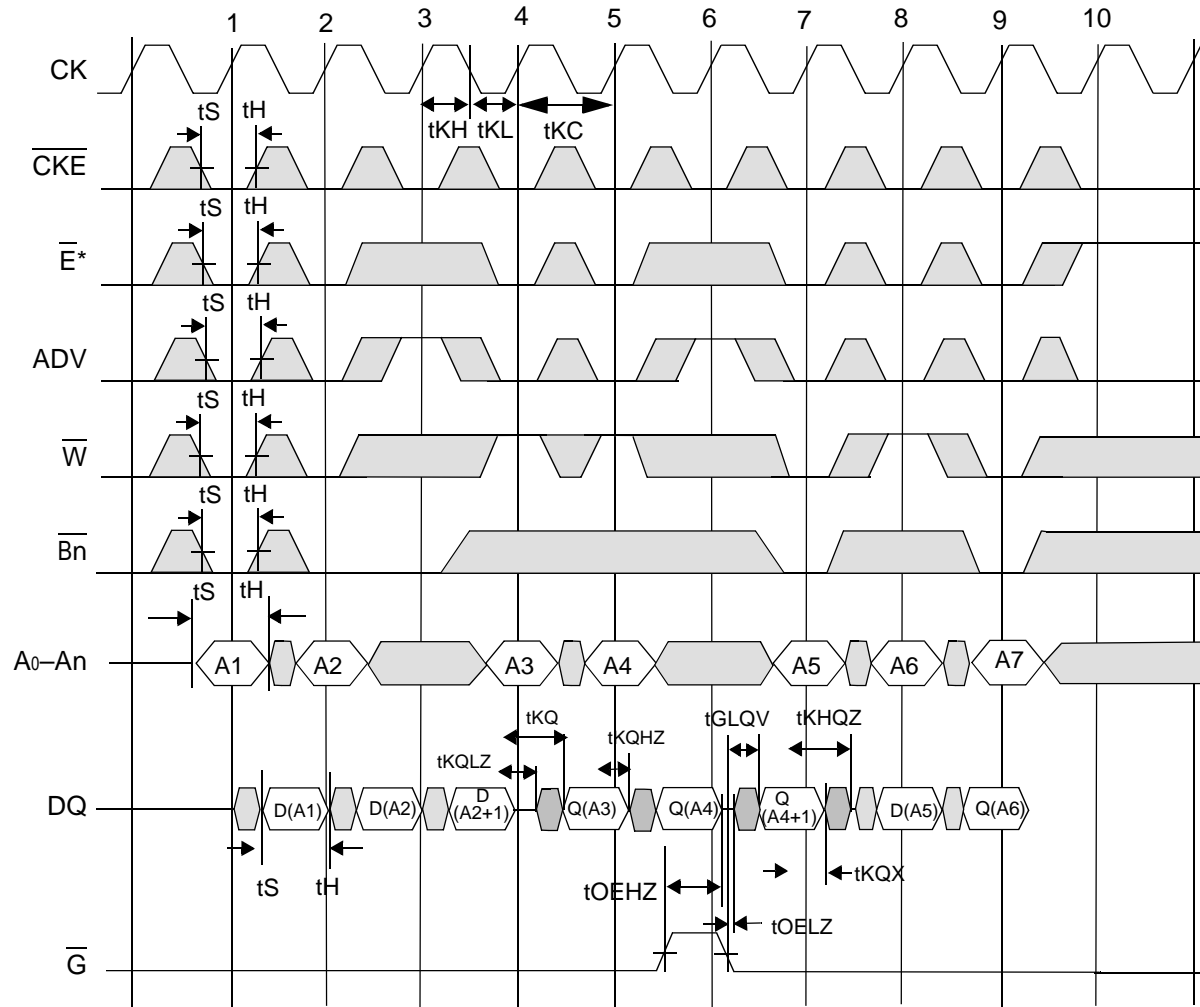 1 2 3 4 5 6 7 8 9 10
CK
tKH tKL tKC
tS tH
CKE
tS tH
E*
tS tH
ADV
tS tH
W
tS tH
Bn
tS tH
A0–An A1 A2 A3 A4 A5 A6 A7
tKQ tGLQV tKHQZ
tKQLZ tKQHZ
DQ D(A1) D(A2) D (A2+1) Q(A3) Q(A4) Q (A4+1) D(A5) Q(A6)
tS tH tOEHZ tKQX
tOELZ
G